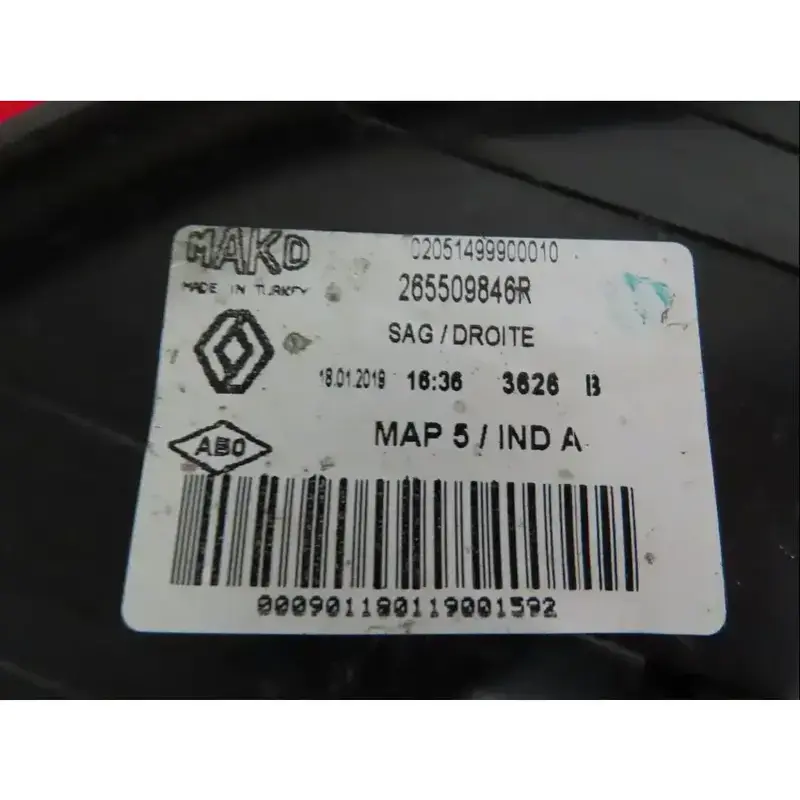 MAKO
02051499900010
MADE IN TURKEY
265509846R
SAG / DROITE
18.01.2019 16:36 3626 B
ABO
MAP 5 / IND A
000901180119001592